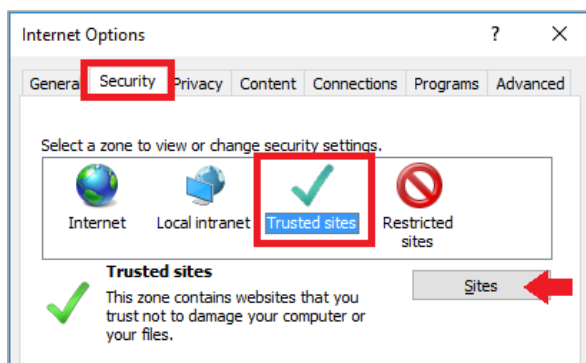 Internet Options ?
General Security Privacy Content Connections Programs Advanced
Select a zone to view or change security settings.
Internet Local intranet Trusted sites Restricted
sites
Trusted sites
This zone contains websites that you
trust not to damage your computer or
your files.
Sites